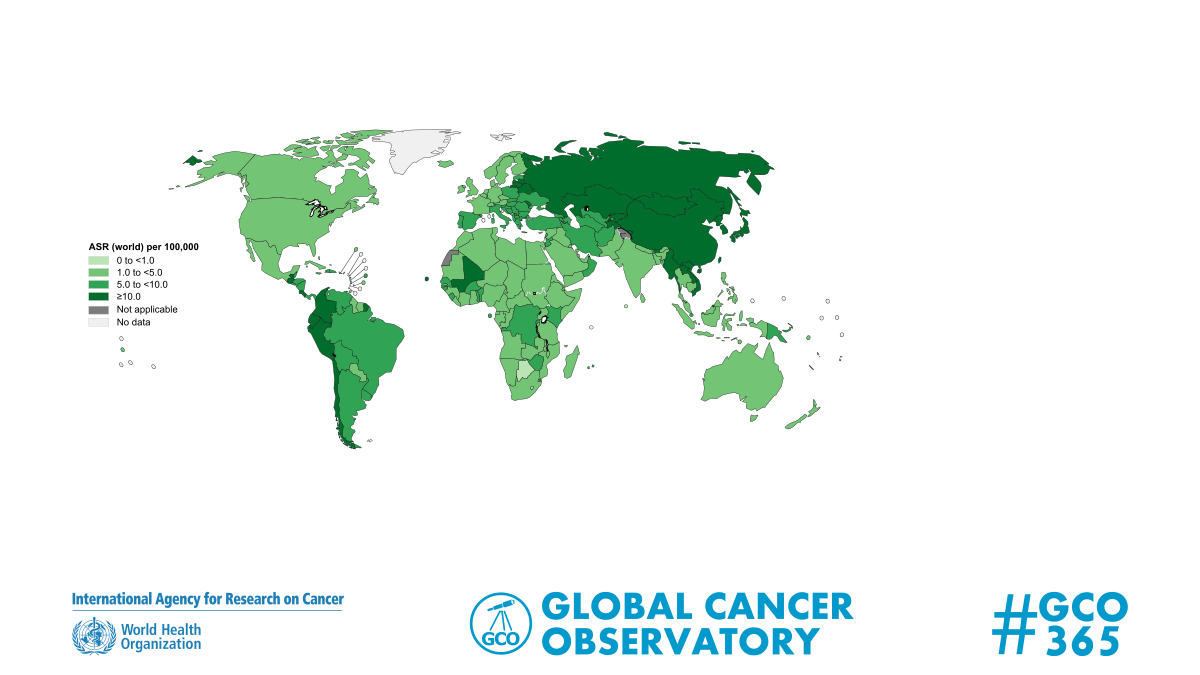 ASR (world) per 100,000
0 to <1.0
1.0 to <5.0
5.0 to <10.0
≥10.0
Not applicable
No data
International Agency for Research on Cancer
World Health
Organization
GCO
GLOBAL CANCER
OBSERVATORY
#GCO
365